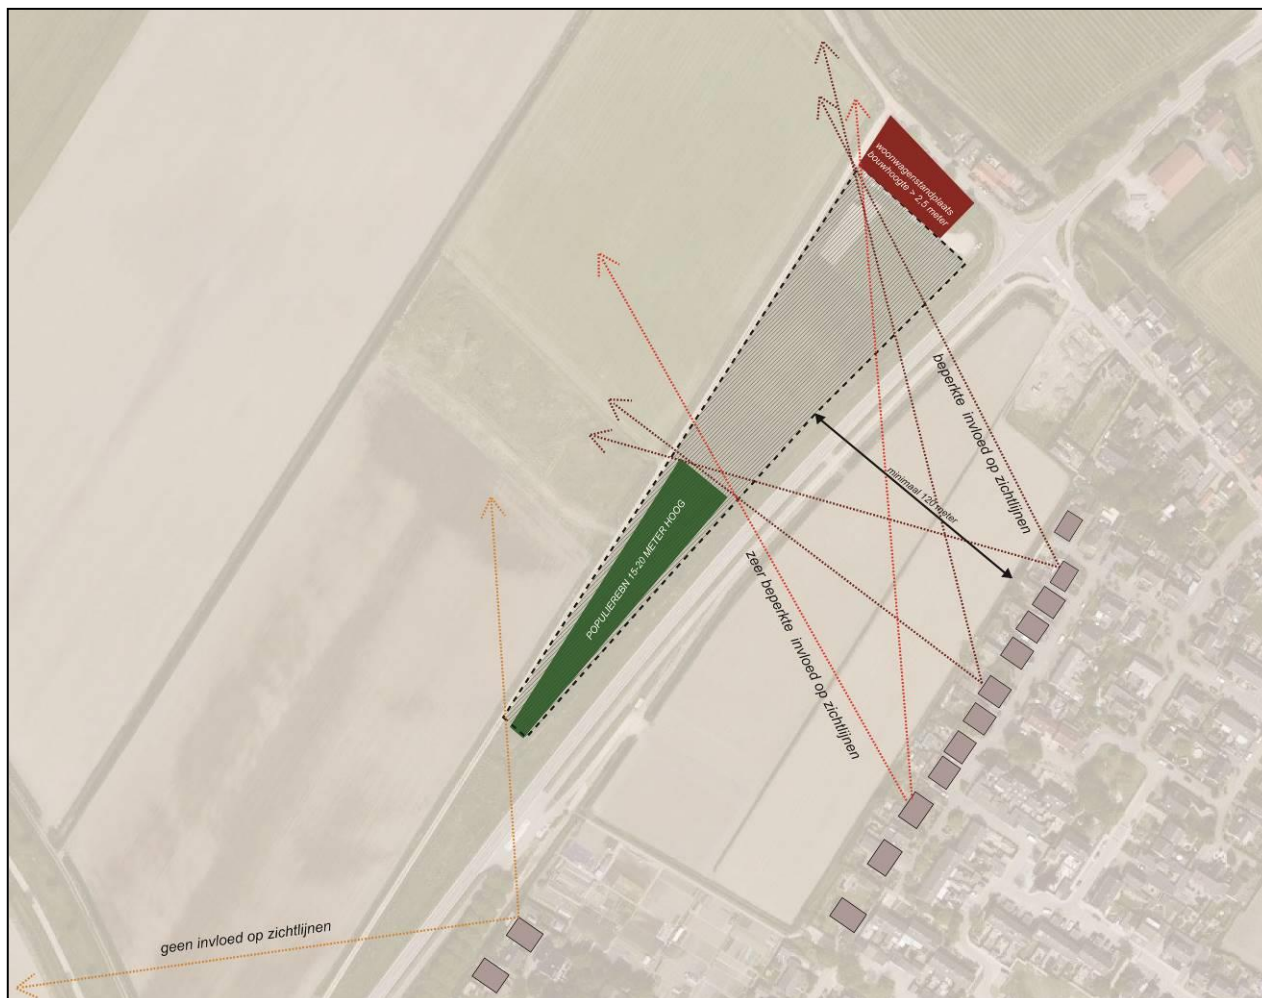 woonwagenstandplaats
bouwhoogte > 2,5 meter
beperkte invloed op zichtlijnen
minimaal 120 meter
POPULIEREBN 15-20 METER HOOG
zeer beperkte invloed op zichtlijnen
geen invloed op zichtlijnen